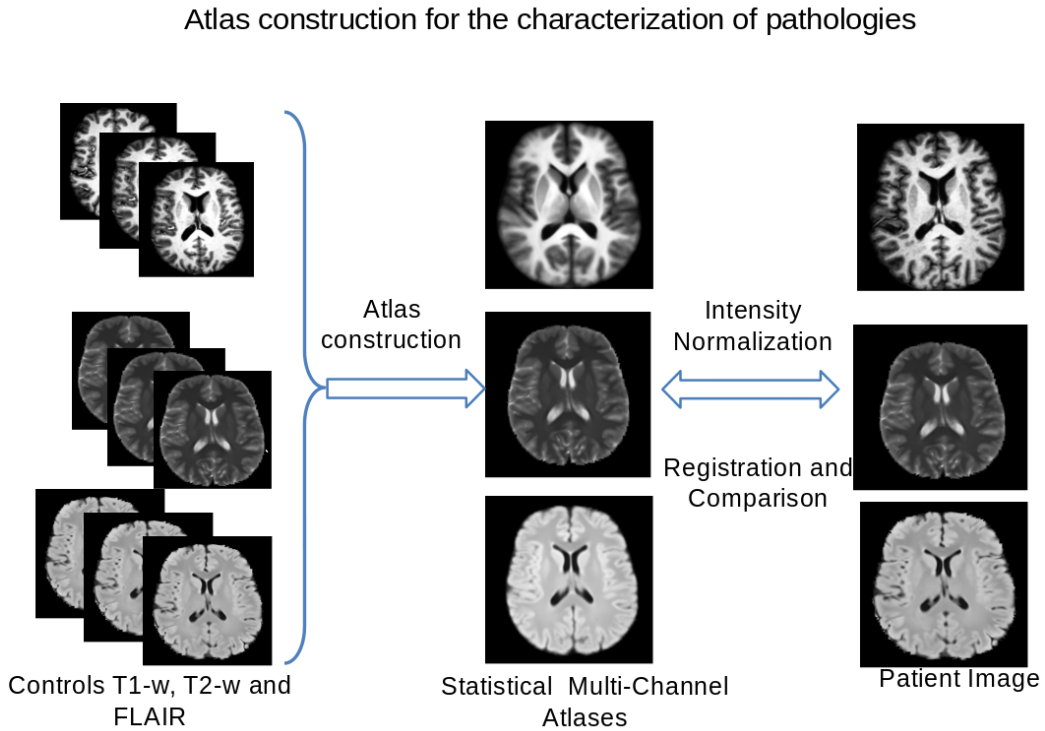 Atlas construction for the characterization of pathologies
Atlas
construction
Intensity
Normalization
Registration and
Comparison
Controls T1-w, T2-w and
FLAIR
Statistical Multi-Channel
Atlases
Patient Image